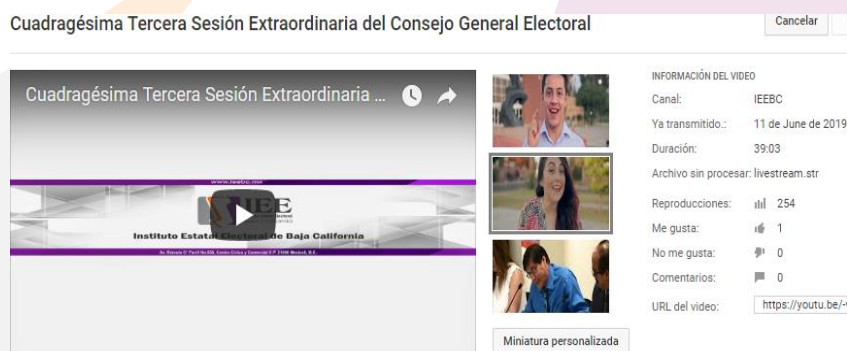 Cuadragésima Tercera Sesión Extraordinaria del Consejo General Electoral
Cancelar
Cuadragésima Tercera Sesión Extraordinaria ...
www.ieebc.mx
IEE
Instituto Estatal Electoral de Baja California
INFORMACIÓN DEL VIDEO
Canal: IEEBC
Ya transmitido.: 11 de June de 2019
Duración: 39:03
Archivo sin procesar: livestream.str
Reproducciones: 254
Me gusta: 1
No me gusta: 0
Comentarios: 0
URL del video: https://youtu.be/-
Miniatura personalizada